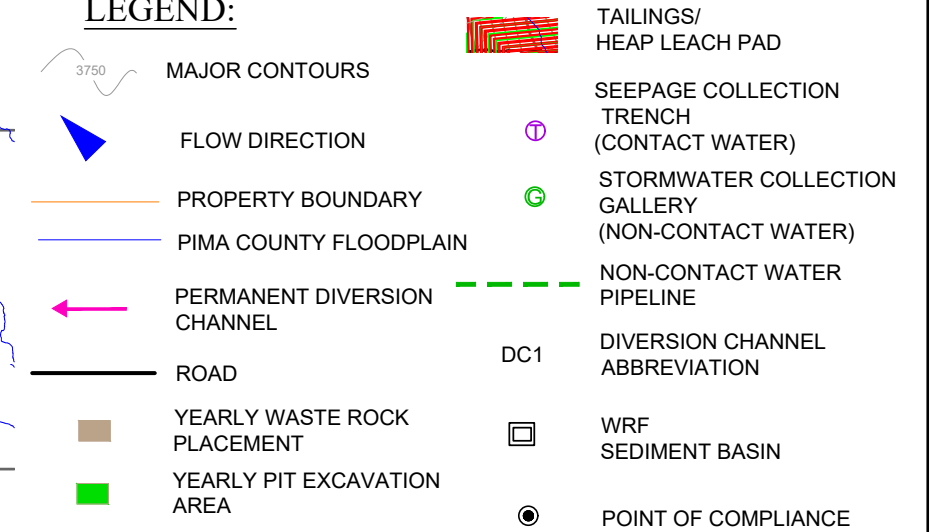 LEGEND:
3750
MAJOR CONTOURS
FLOW DIRECTION
PROPERTY BOUNDARY
PIMA COUNTY FLOODPLAIN
PERMANENT DIVERSION
CHANNEL
ROAD
YEARLY WASTE ROCK
PLACEMENT
YEARLY PIT EXCAVATION
AREA
TAILINGS/
HEAP LEACH PAD
T
SEEPAGE COLLECTION
TRENCH
(CONTACT WATER)
G
STORMWATER COLLECTION
GALLERY
(NON-CONTACT WATER)
NON-CONTACT WATER
PIPELINE
DC1
DIVERSION CHANNEL
ABBREVIATION
WRF
SEDIMENT BASIN
POINT OF COMPLIANCE